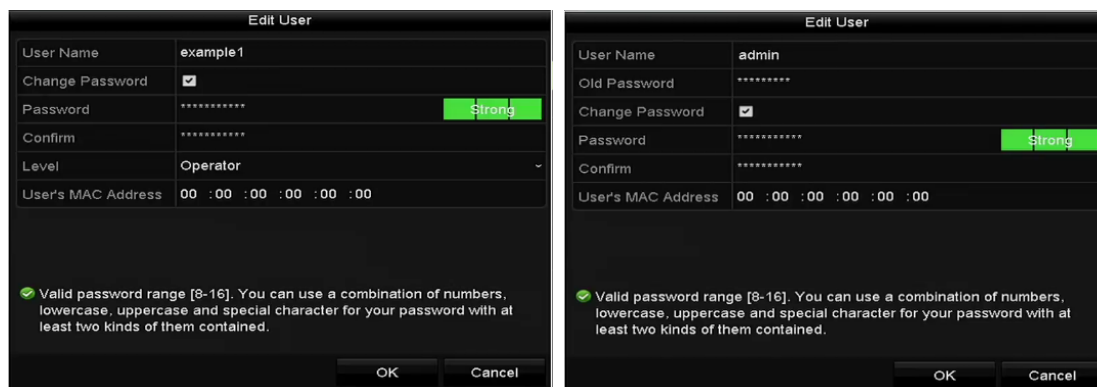 Edit User
User Name example1
Change Password
Password *********** Strong
Confirm ***********
Level Operator
User's MAC Address 00 :00 :00 :00 :00 :00
Valid password range [8-16]. You can use a combination of numbers,
lowercase, uppercase and special character for your password with at
least two kinds of them contained.
OK Cancel
Edit User
User Name admin
Old Password *********
Change Password
Password *********** Strong
Confirm ***********
User's MAC Address 00 :00 :00 :00 :00 :00
Valid password range [8-16]. You can use a combination of numbers,
lowercase, uppercase and special character for your password with at
least two kinds of them contained.
OK Cancel